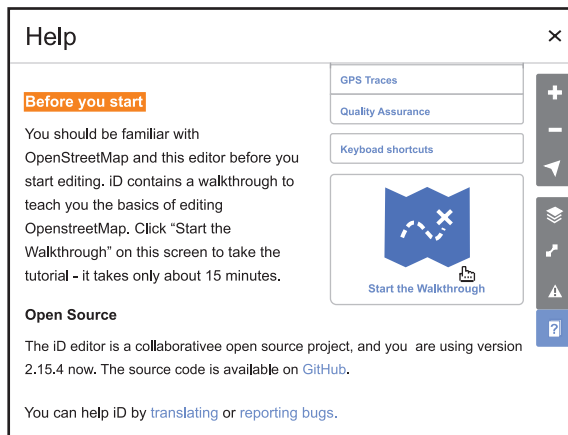 Help
Before you start
You should be familiar with
OpenStreetMap and this editor before you
start editing. iD contains a walkthrough to
teach you the basics of editing
OpenstreetMap. Click “Start the
Walkthrough” on this screen to take the
tutorial - it takes only about 15 minutes.
GPS Traces
Quality Assurance
Keyboad shortcuts
Start the Walkthrough
Open Source
The iD editor is a collaborativee open source project, and you are using version
2.15.4 now. The source code is available on GitHub.
You can help iD by translating or reporting bugs.